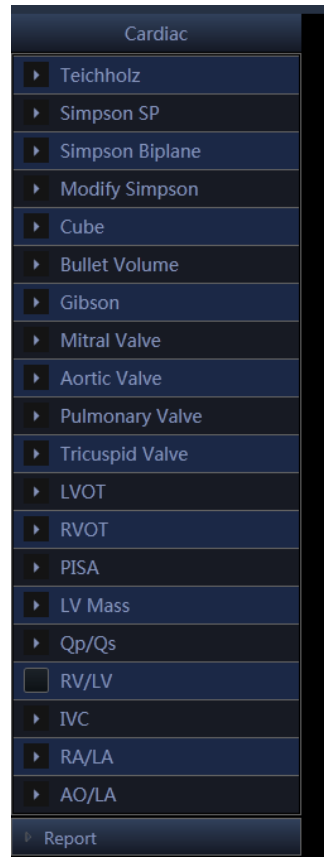 Cardiac
Teichholz
Simpson SP
Simpson Biplane
Modify Simpson
Cube
Bullet Volume
Gibson
Mitral Valve
Aortic Valve
Pulmonary Valve
Tricuspid Valve
LVOT
RVOT
PISA
LV Mass
Qp/Qs
RV/LV
IVC
RA/LA
AO/LA
Report